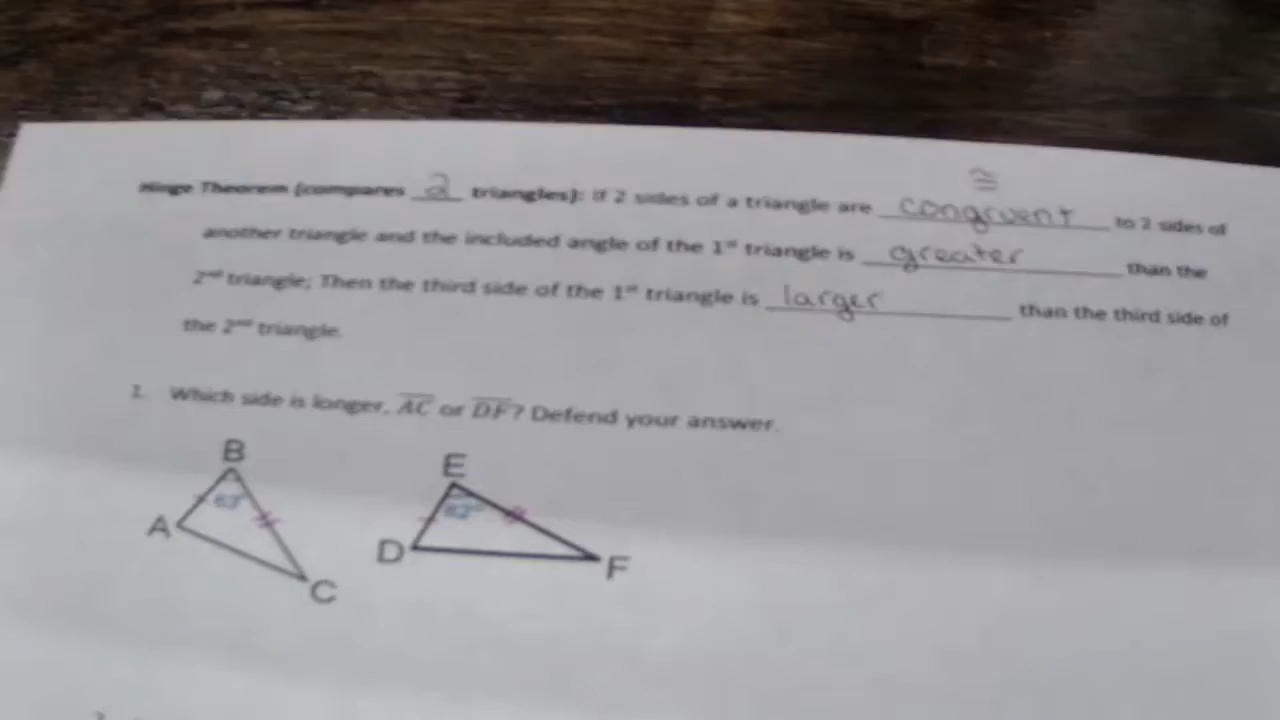 ≅
Hinge Theorem (compares 2 triangles): If 2 sides of a triangle are congruent to 2 sides of
another triangle and the included angle of the 1st triangle is greater than the
2nd triangle; Then the third side of the 1st triangle is larger than the third side of
the 2nd triangle.
1. Which side is longer, AC or DF? Defend your answer.
B
E
63°
82°
A
D
F
C